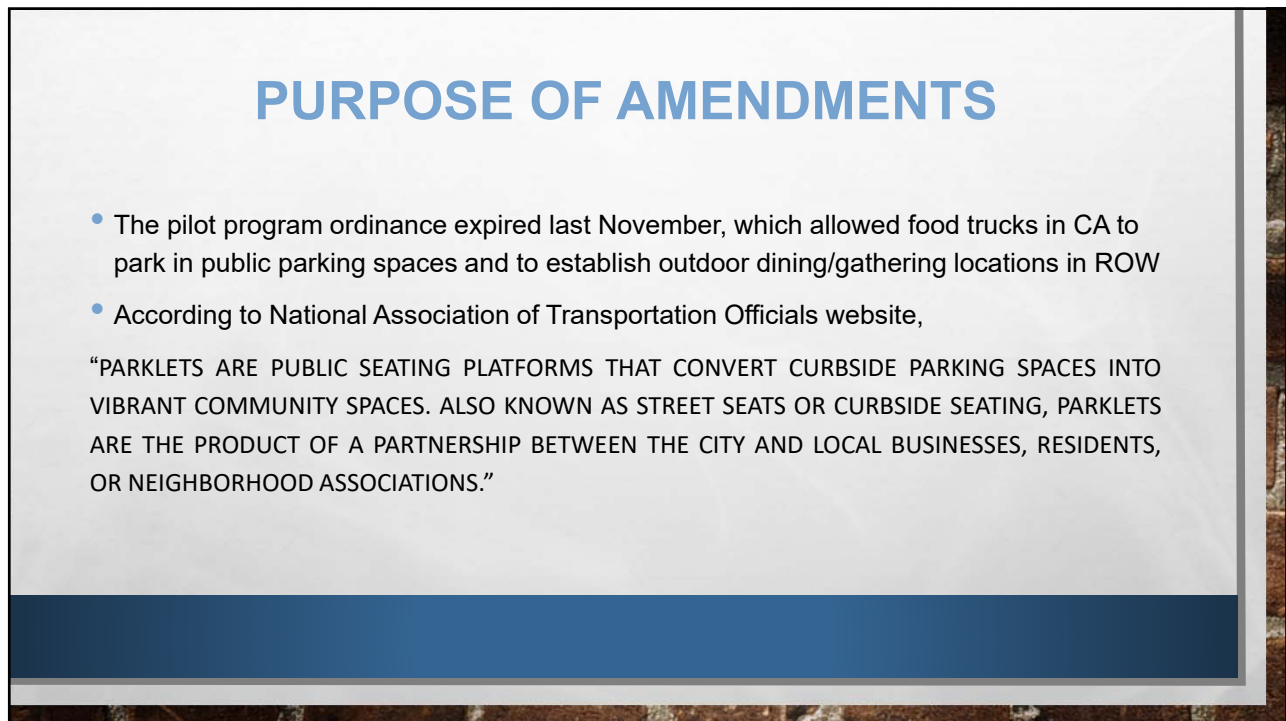 PURPOSE OF AMENDMENTS
• The pilot program ordinance expired last November, which allowed food trucks in CA to
park in public parking spaces and to establish outdoor dining/gathering locations in ROW
• According to National Association of Transportation Officials website,
“PARKLETS ARE PUBLIC SEATING PLATFORMS THAT CONVERT CURBSIDE PARKING SPACES INTO
VIBRANT COMMUNITY SPACES. ALSO KNOWN AS STREET SEATS OR CURBSIDE SEATING, PARKLETS
ARE THE PRODUCT OF A PARTNERSHIP BETWEEN THE CITY AND LOCAL BUSINESSES, RESIDENTS,
OR NEIGHBORHOOD ASSOCIATIONS.”